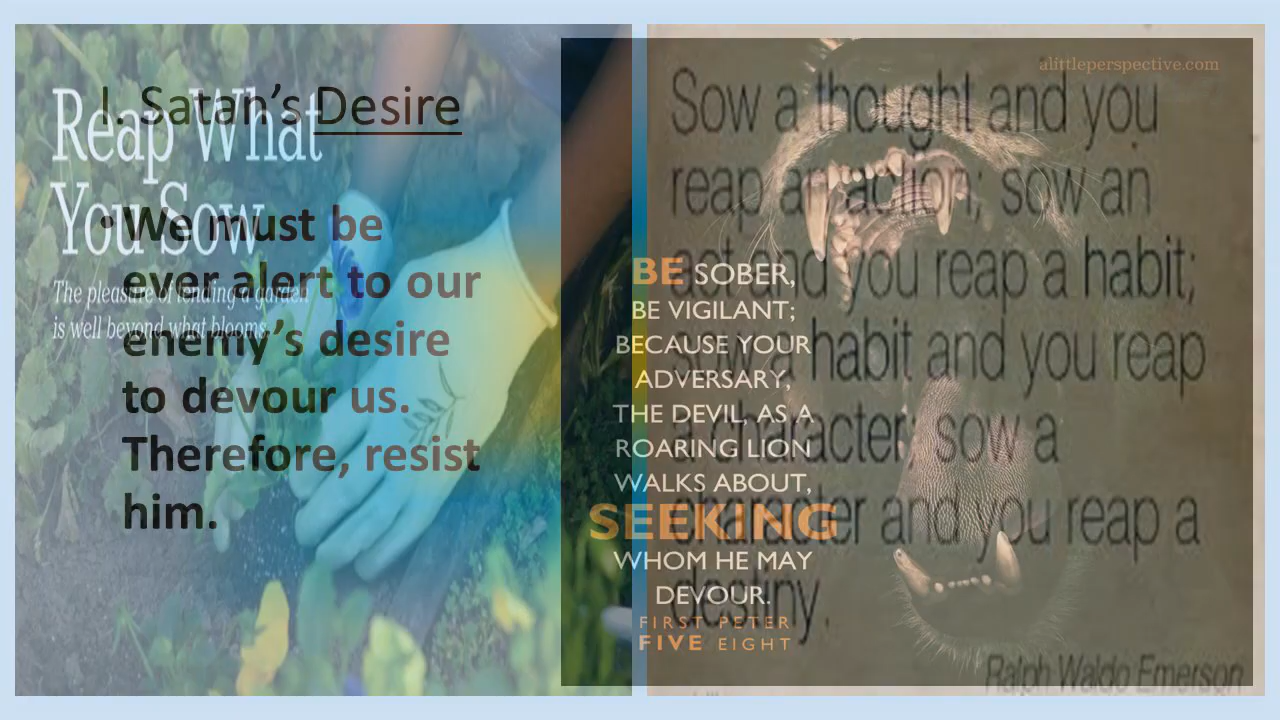 I. Satan's Desire
• We must be
ever alert to our
enemy's desire
to devour us.
Therefore, resist
him.
Reap What
You Sow
The pleasure of tending a garden
is well beyond what blooms.
BE SOBER,
BE VIGILANT;
BECAUSE YOUR
ADVERSARY,
THE DEVIL, AS A
ROARING LION
WALKS ABOUT,
SEEKING
WHOM HE MAY
DEVOUR.
FIRST PETER
FIVE EIGHT
alittleperspective.com
Sow a thought and you
reap an action; sow an
act and you reap a habit;
sow a habit and you reap
a character; sow a
character and you reap a
destiny.
Ralph Waldo Emerson